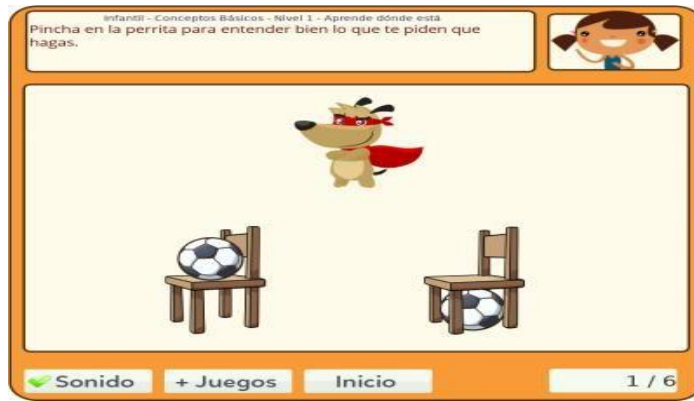 Infantil - Conceptos Básicos - Nivel 1 - Aprende dónde está
Pincha en la perrita para entender bien lo que te piden que
hagas.
Sonido
+ Juegos
Inicio
1 / 6